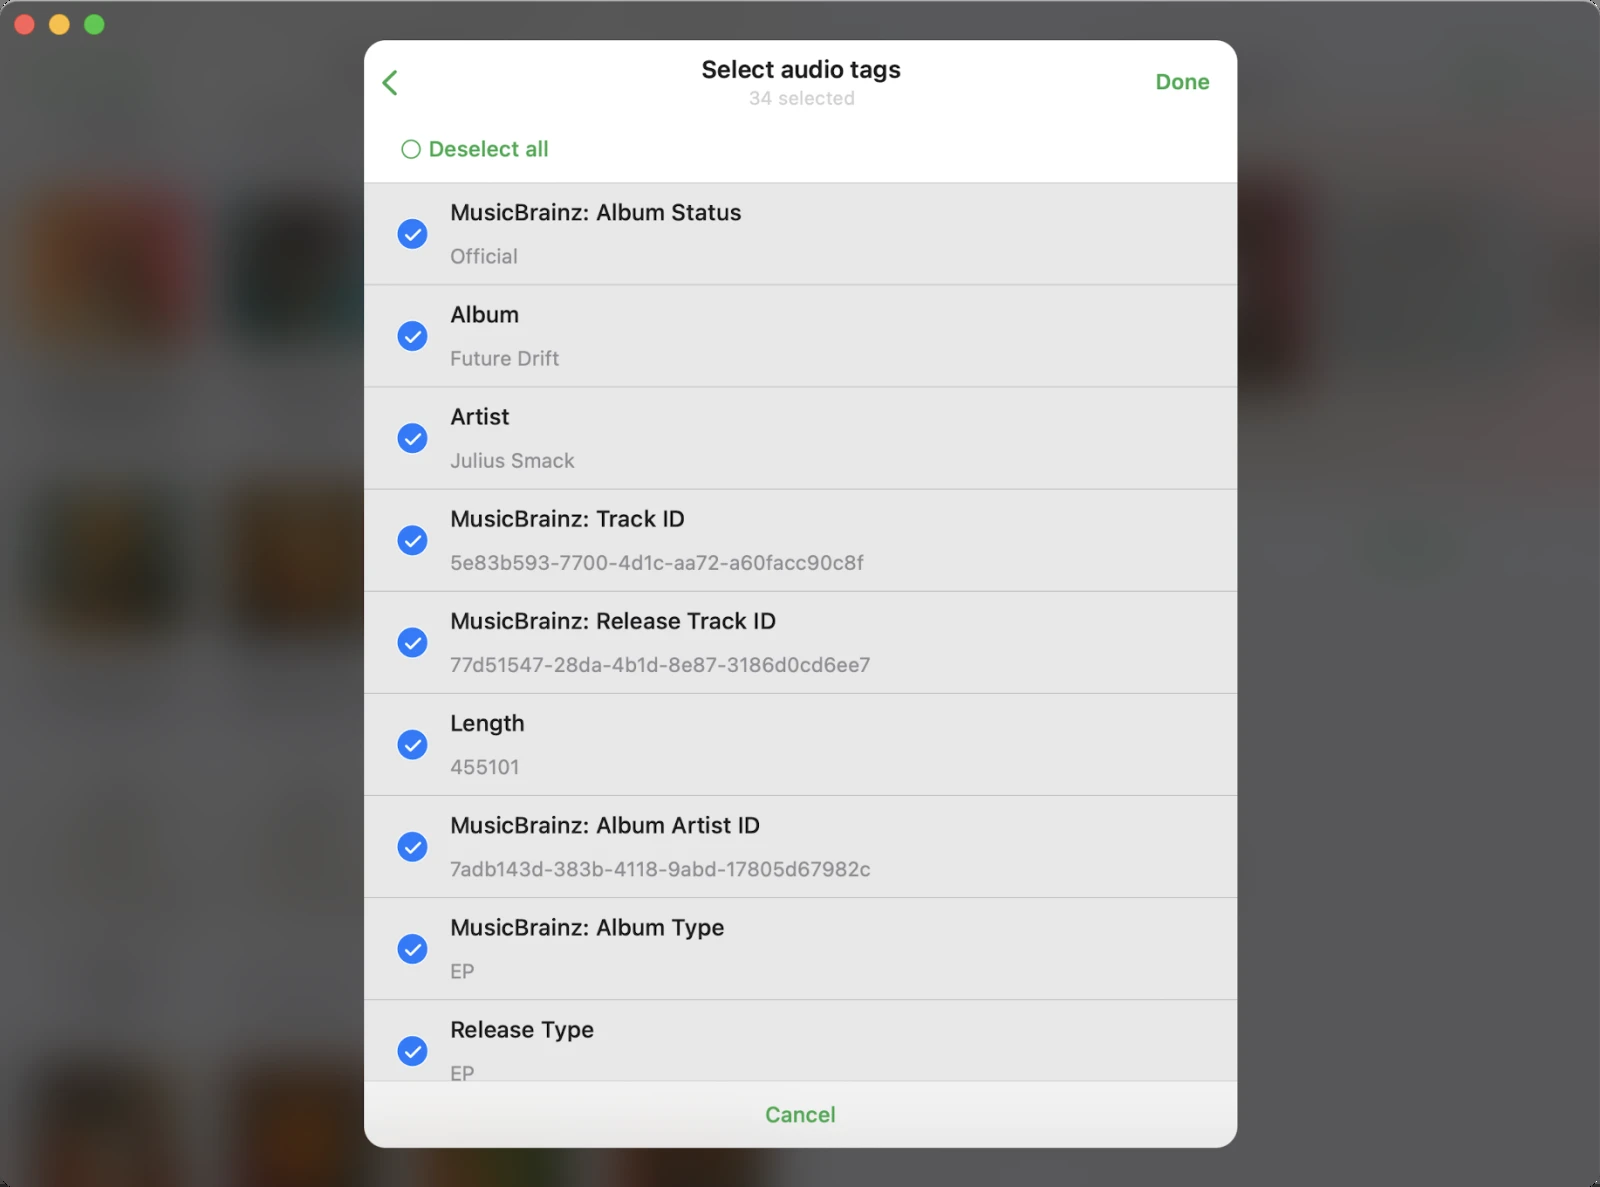 Select audio tags
34 selected
Done
Deselect all
MusicBrainz: Album Status
Official
Album
Future Drift
Artist
Julius Smack
MusicBrainz: Track ID
5e83b593-7700-4d1c-aa72-a60facc90c8f
MusicBrainz: Release Track ID
77d51547-28da-4b1d-8e87-3186d0cd6ee7
Length
455101
MusicBrainz: Album Artist ID
7adb143d-383b-4118-9abd-17805d67982c
MusicBrainz: Album Type
EP
Release Type
EP
Cancel